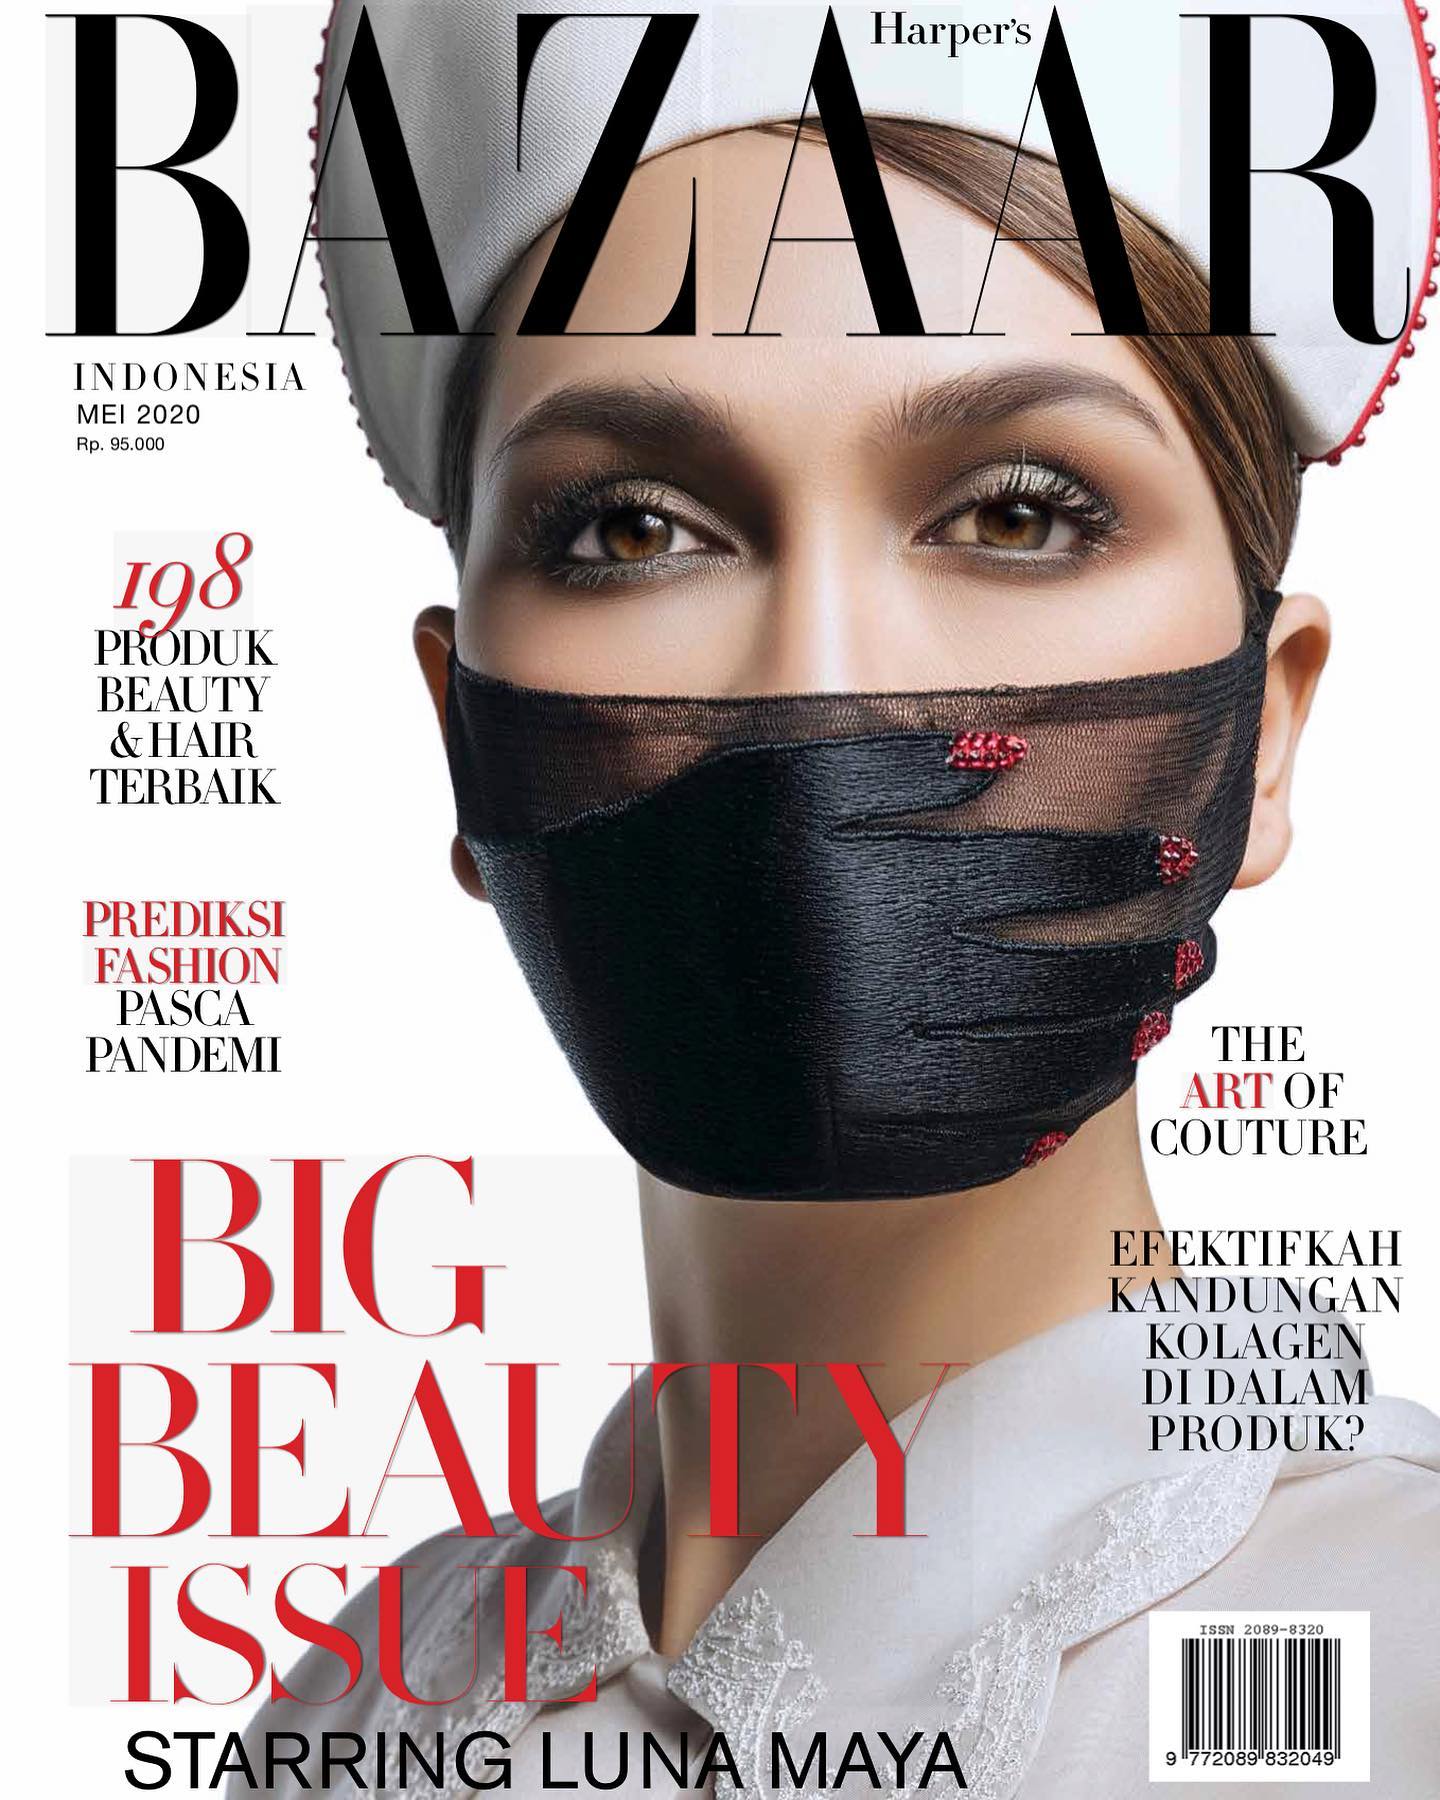 Harper's
BAZAAR
INDONESIA
MEI 2020
Rp. 95.000
198
PRODUK
BEAUTY
& HAIR
TERBAIK
PREDIKSI
FASHION
PASCA
PANDEMI
THE
ART OF
COUTURE
EFEKTIFKAH
KANDUNGAN
KOLAGEN
DI DALAM
PRODUK?
BIG
BEAUTY
ISSUE
STARRING LUNA MAYA
ISSN 2089-8320
9 772089 832049